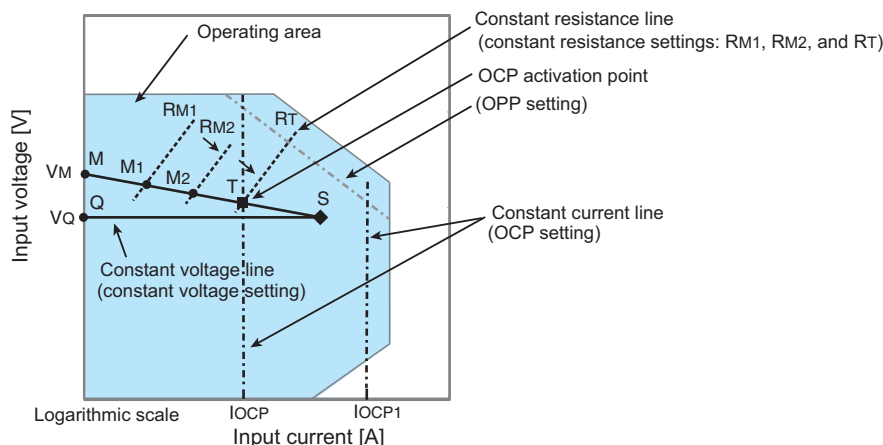 Operating area
Constant resistance line
(constant resistance settings: RM1, RM2, and RT)
OCP activation point
(OPP setting)
RM1
RM2
RT
Input voltage [V]
VM
M
M1
M2
T
S
VQ
Q
Constant voltage line
(constant voltage setting)
Constant current line
(OCP setting)
Logarithmic scale
IOCP
IOCP1
Input current [A]